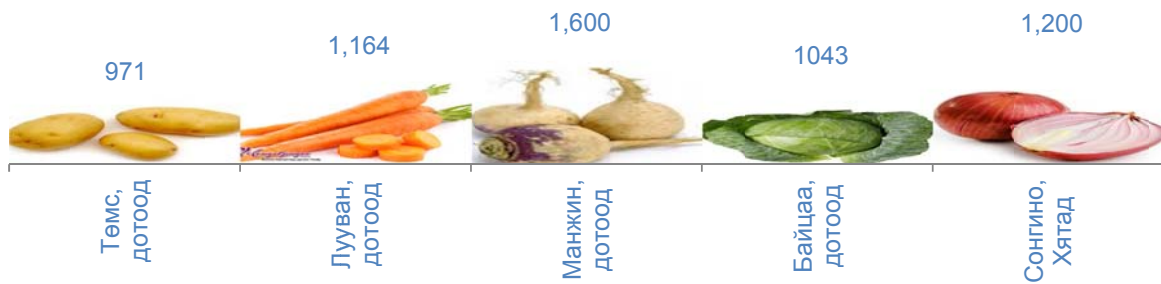 971
1,164
1,600
1043
1,200
Төмс,
дотоод
Лууван,
дотоод
Манжин,
дотоод
Байцаа,
дотоод
Сонгино,
Хятад